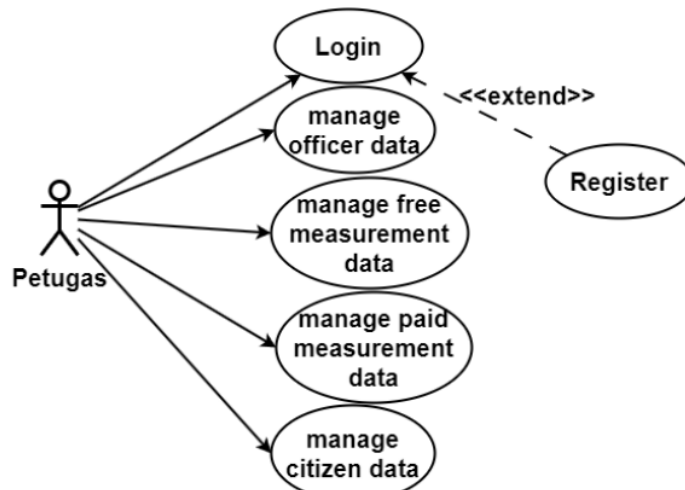 Login
<<extend>>
manage
officer data
Register
manage free
measurement
data
Petugas
manage paid
measurement
data
manage
citizen data